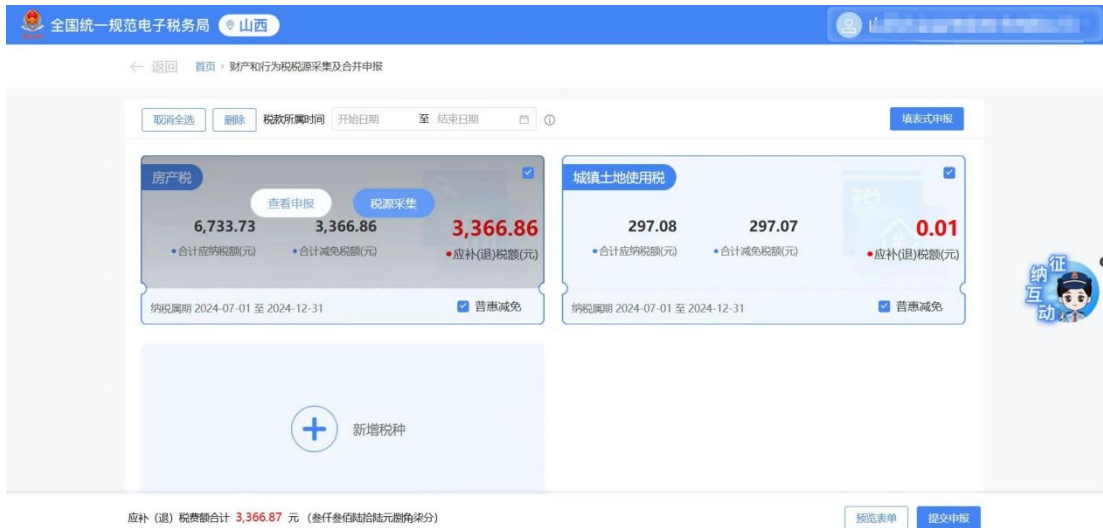 全国统一规范电子税务局 山西
← 返回 首页 › 财产和行为税税源采集及合并申报
取消全选 删除 税款所属时间 开始日期 至 结束日期 填表式申报
房产税
查看申报 税源采集
6,733.73 3,366.86 3,366.86
•合计应纳税额(元) •合计减免税额(元) •应补(退)税额(元)
纳税属期 2024-07-01 至 2024-12-31 普惠减免
城镇土地使用税
税
297.08 297.07 0.01
•合计应纳税额(元) •合计减免税额(元) •应补(退)税额(元)
纳税属期 2024-07-01 至 2024-12-31 普惠减免
征纳互动
新增税种
应补（退）税费额合计 3,366.87 元 （叁仟叁佰陆拾陆元捌角柒分） 预览表单 提交申报